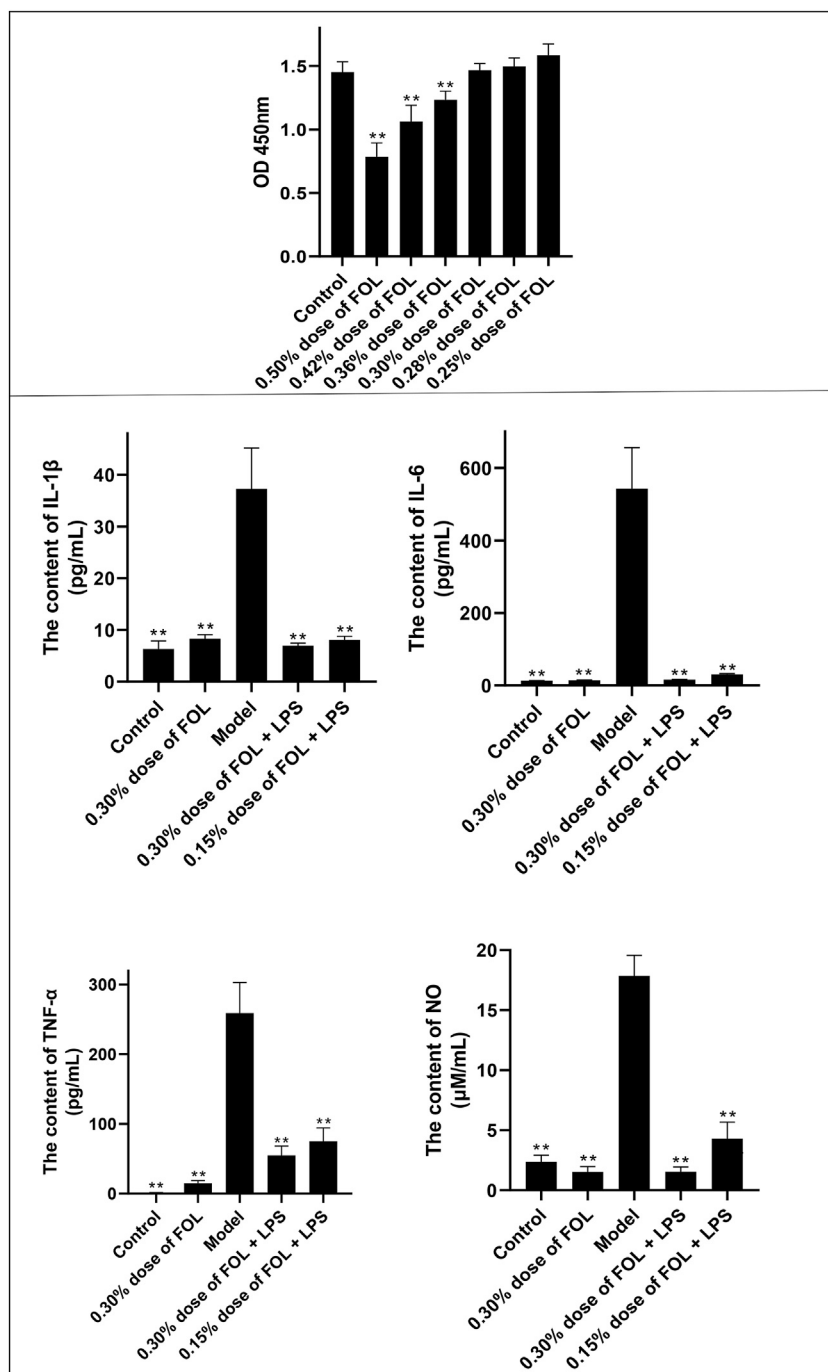 OD 450nm
1.5
1.0
0.5
0.0
**
**
**
Control
0.50% dose of FOL
0.42% dose of FOL
0.36% dose of FOL
0.30% dose of FOL
0.28% dose of FOL
0.25% dose of FOL
The content of IL-1β
(pg/mL)
40
30
20
10
0
**
**
**
**
Control
0.30% dose of FOL
Model
0.30% dose of FOL + LPS
0.15% dose of FOL + LPS
The content of IL-6
(pg/mL)
600
400
200
0
**
**
**
**
Control
0.30% dose of FOL
Model
0.30% dose of FOL + LPS
0.15% dose of FOL + LPS
The content of TNF-α
(pg/mL)
300
200
100
0
**
**
**
**
Control
0.30% dose of FOL
Model
0.30% dose of FOL + LPS
0.15% dose of FOL + LPS
The content of NO
(μM/mL)
20
15
10
5
0
**
**
**
**
Control
0.30% dose of FOL
Model
0.30% dose of FOL + LPS
0.15% dose of FOL + LPS